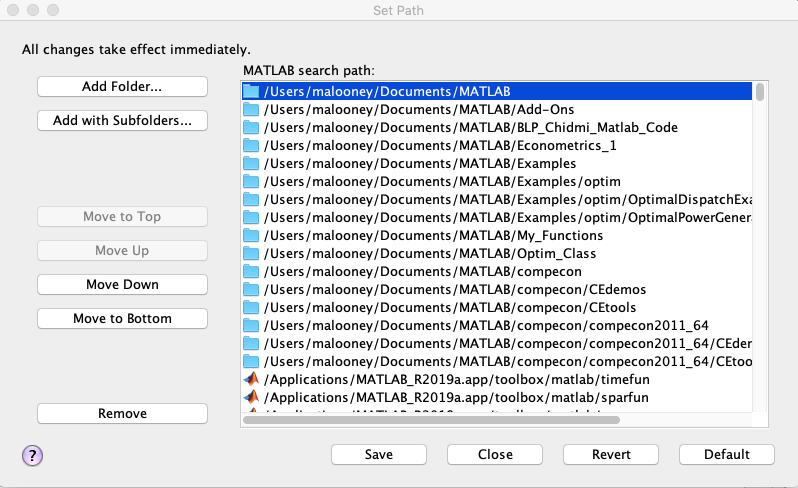 Set Path
All changes take effect immediately.
MATLAB search path:
Add Folder...
Add with Subfolders...
Move to Top
Move Up
Move Down
Move to Bottom
Remove
/Users/malooney/Documents/MATLAB
/Users/malooney/Documents/MATLAB/Add-Ons
/Users/malooney/Documents/MATLAB/BLP_Chidmi_Matlab_Code
/Users/malooney/Documents/MATLAB/Econometrics_1
/Users/malooney/Documents/MATLAB/Examples
/Users/malooney/Documents/MATLAB/Examples/optim
/Users/malooney/Documents/MATLAB/Examples/optim/OptimalDispatchExa
/Users/malooney/Documents/MATLAB/Examples/optim/OptimalPowerGenera
/Users/malooney/Documents/MATLAB/My_Functions
/Users/malooney/Documents/MATLAB/Optim_Class
/Users/malooney/Documents/MATLAB/compecon
/Users/malooney/Documents/MATLAB/compecon/CEdemos
/Users/malooney/Documents/MATLAB/compecon/CEtools
/Users/malooney/Documents/MATLAB/compecon/compecon2011_64
/Users/malooney/Documents/MATLAB/compecon/compecon2011_64/CEdem
/Users/malooney/Documents/MATLAB/compecon/compecon2011_64/CEtoo
/Applications/MATLAB_R2019a.app/toolbox/matlab/timefun
/Applications/MATLAB_R2019a.app/toolbox/matlab/sparfun
?
Save
Close
Revert
Default